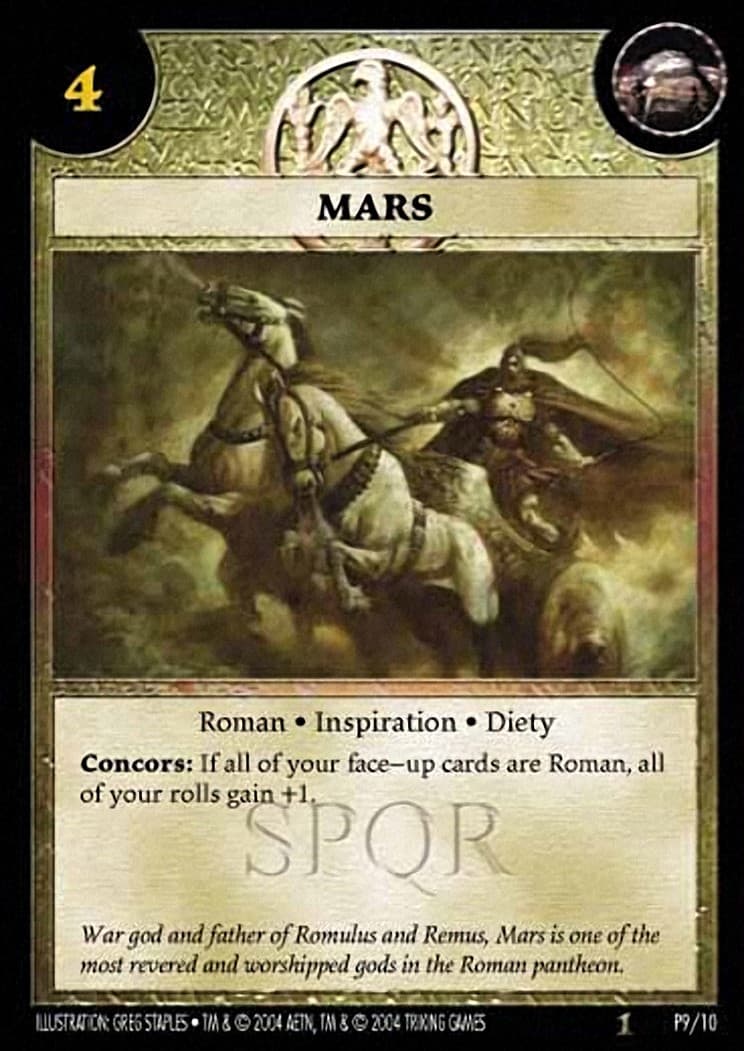 4
MARS
Roman • Inspiration • Diety
Concors: If all of your face-up cards are Roman, all
of your rolls gain +1.
SPQR
War god and father of Romulus and Remus, Mars is one of the
most revered and worshipped gods in the Roman pantheon.
ILLUSTRATION: GREG STAPLES • TM & © 2004 AETN, TM & © 2004 TRIKING GAMES 1 P9/10